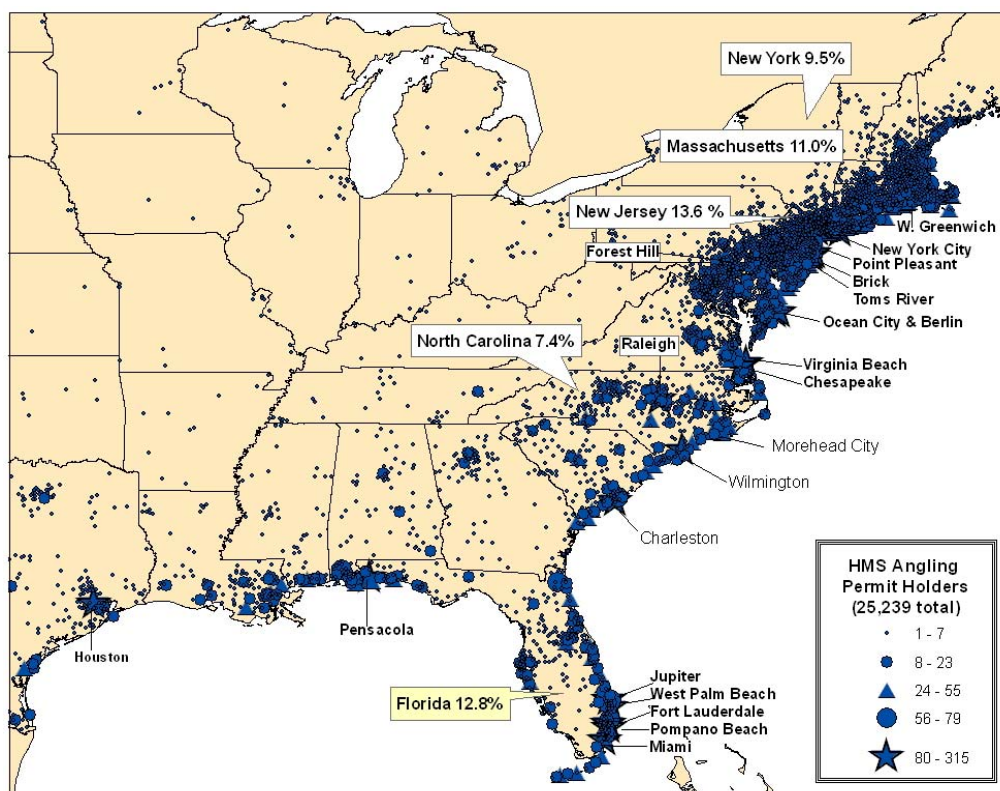 New York 9.5%
Massachusetts 11.0%
New Jersey 13.6 %
W. Greenwich
New York City
Forest Hill
Point Pleasant
Brick
Toms River
Ocean City & Berlin
North Carolina 7.4%
Raleigh
Virginia Beach
Chesapeake
Morehead City
Wilmington
Charleston
Pensacola
Houston
Florida 12.8%
Jupiter
West Palm Beach
Fort Lauderdale
Pompano Beach
Miami
HMS Angling
Permit Holders
(25,239 total)
1 - 7
8 - 23
24 - 55
56 - 79
80 - 315